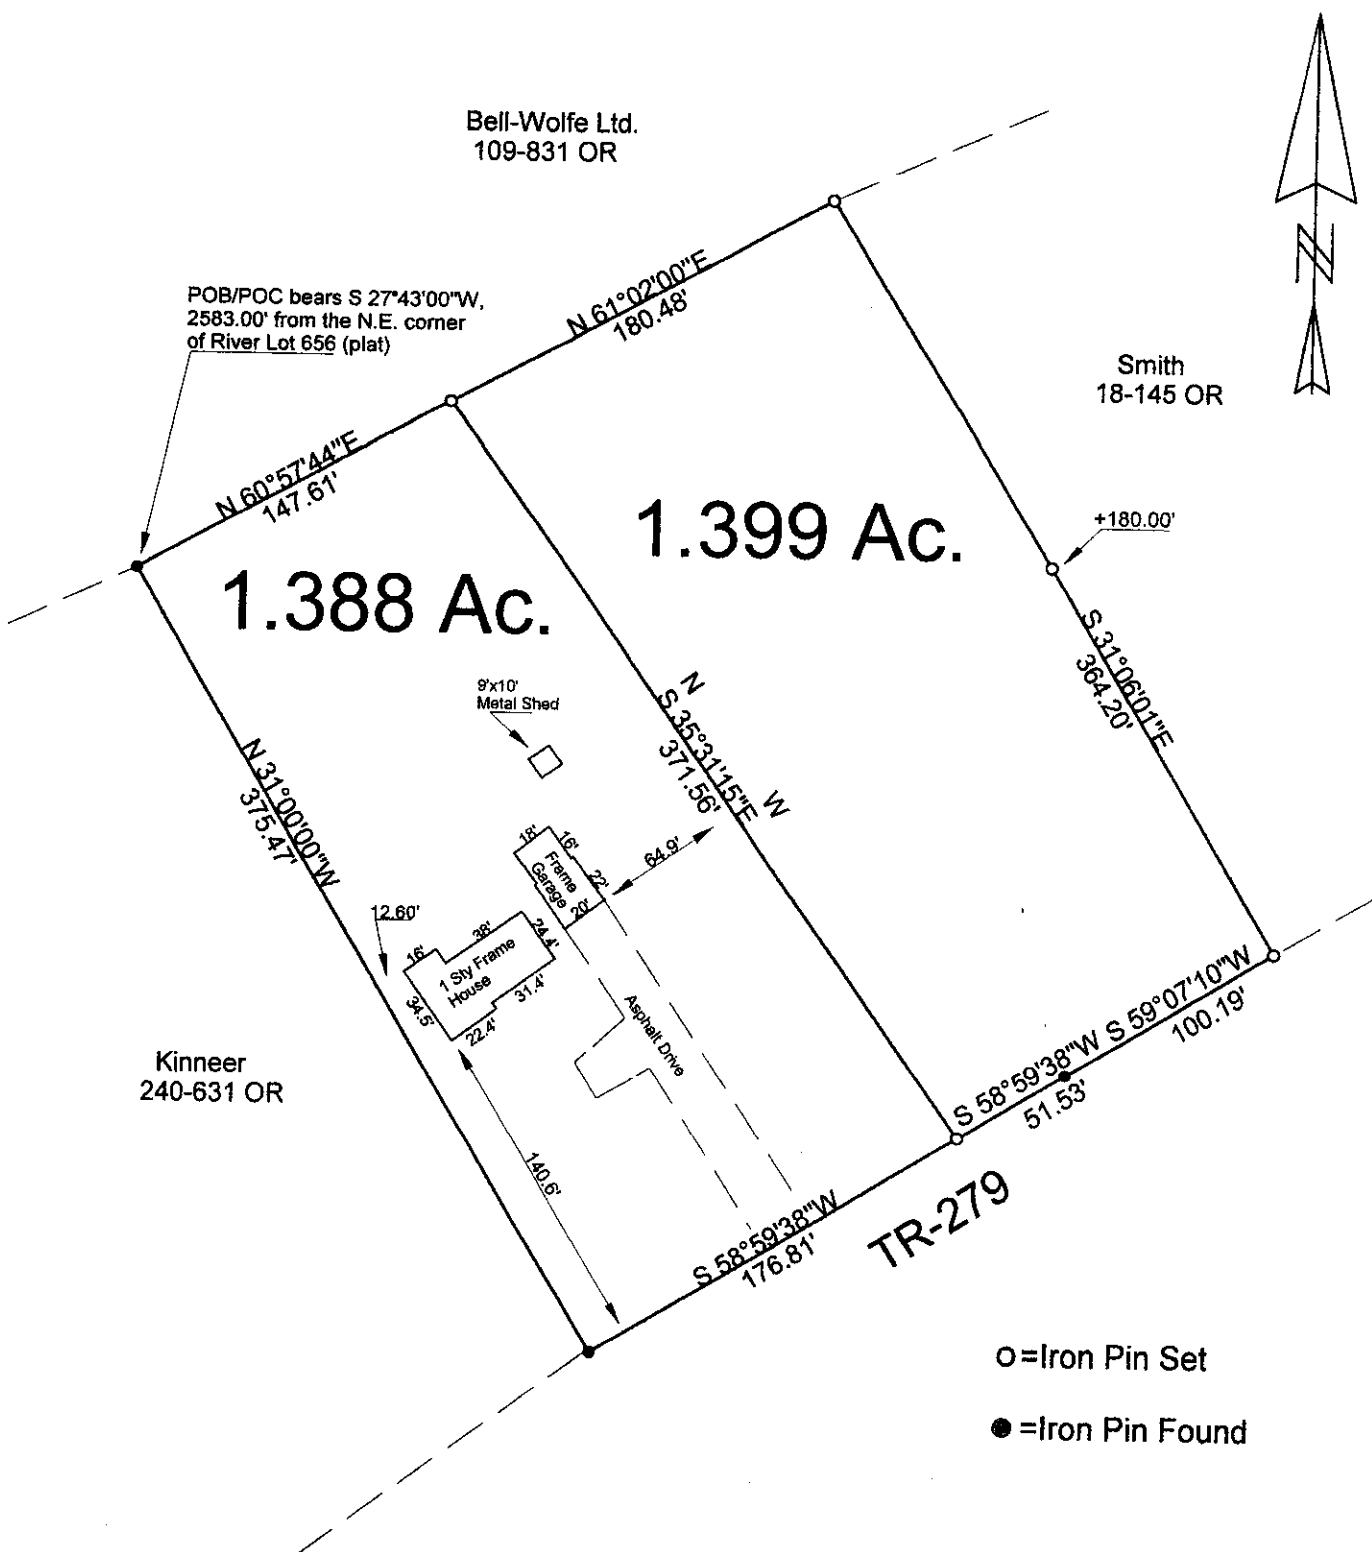 Bell-Wolfe Ltd.
109-831 OR
N
POB/POC bears S 27°43'00"W,
2583.00' from the N.E. corner
of River Lot 656 (plat)
N 61°02'00"E
180.48'
Smith
18-145 OR
N 60°57'44"E
147.61'
+180.00'
1.399 Ac.
1.388 Ac.
S 31°06'01"E
364.20'
9'x10'
Metal Shed
N W
S 35°31'15"E
371.56'
N 31°00'00"W
375.47'
18'
16'
Frame
Garage
22'
20'
64.9'
12.60'
16'
38'
24.4'
1 Sty Frame
House
34.5'
22.4'
31.4'
Asphalt Drive
S 59°07'10"W
100.19'
S 58°59'38"W
51.53'
Kinneer
240-631 OR
140.6'
S 58°59'38"W
176.81'
TR-279
=Iron Pin Set
=Iron Pin Found